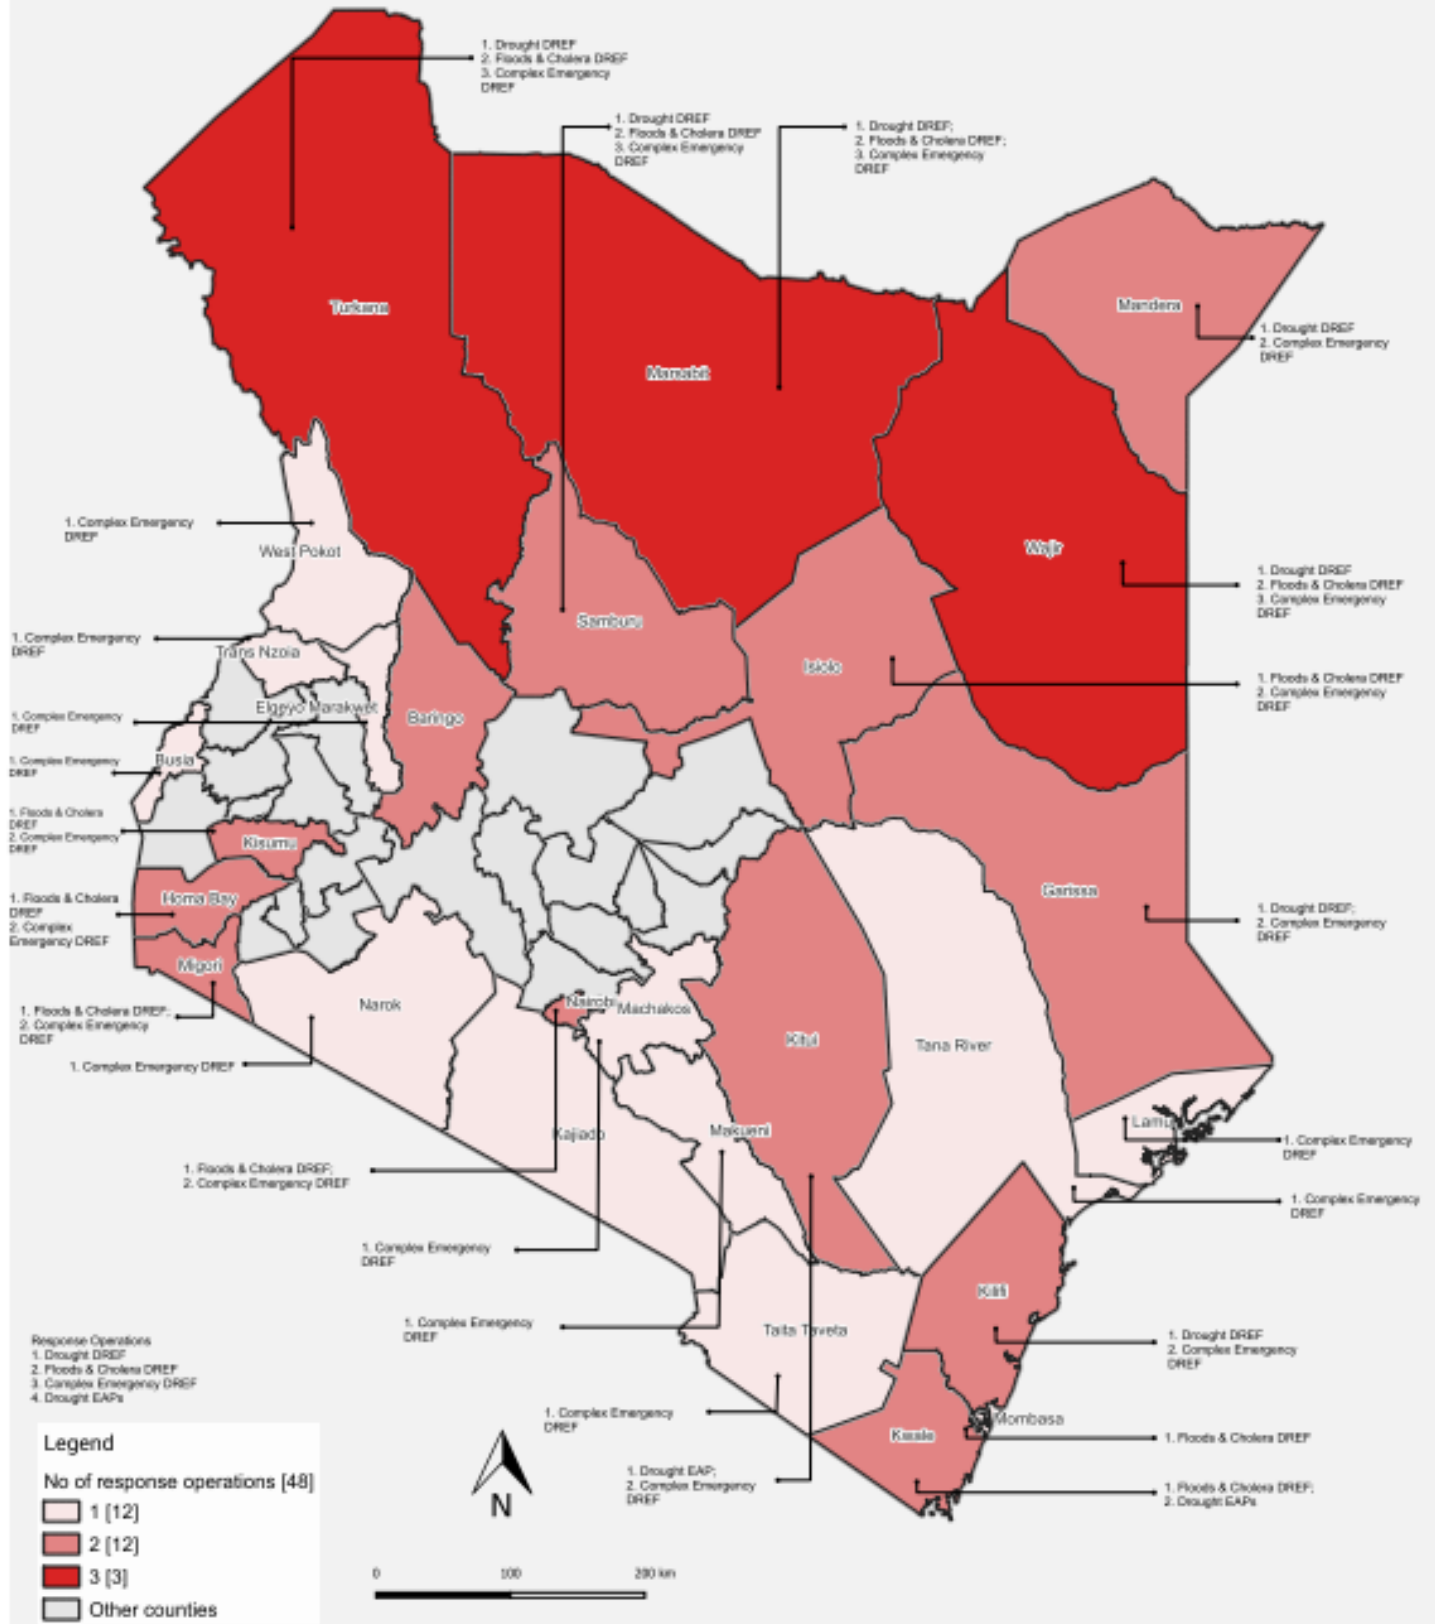 1. Drought DREF
2. Floods & Cholera DREF
3. Complex Emergency
DREF
1. Drought DREF
2. Floods & Cholera DREF
3. Complex Emergency
DREF
1. Drought DREF;
2. Floods & Cholera DREF;
3. Complex Emergency
DREF
Turkana
Marsabit
Mandera
1. Drought DREF
2. Complex Emergency
DREF
1. Complex Emergency
DREF
West Pokot
Wajir
1. Drought DREF
2. Floods & Cholera DREF
3. Complex Emergency
DREF
1. Complex Emergency
DREF
Trans Nzoia
Samburu
Isiolo
1. Floods & Cholera DREF
2. Complex Emergency
DREF
1. Complex Emergency
DREF
Elgeyo Marakwet
Baringo
1. Complex Emergency
DREF
Busia
1. Floods & Cholera
DREF
2. Complex Emergency
DREF
Kisumu
1. Floods & Cholera
DREF
2. Complex
Emergency DREF
Homa Bay
Garissa
1. Drought DREF;
2. Complex Emergency
DREF
Migori
1. Floods & Cholera DREF;
2. Complex Emergency
DREF
Narok
Nairobi
Machakos
Kitui
Tana River
1. Complex Emergency DREF
Kajiado
Makueni
Lamu
1. Complex Emergency
DREF
1. Floods & Cholera DREF;
2. Complex Emergency DREF
1. Complex Emergency
DREF
1. Complex Emergency
DREF
Kilifi
1. Complex Emergency
DREF
Taita Taveta
1. Drought DREF
2. Complex Emergency
DREF
Response Operations
1. Drought DREF
2. Floods & Cholera DREF
3. Complex Emergency DREF
4. Drought EAPs
1. Complex Emergency
DREF
Kwale
Mombasa
1. Floods & Cholera DREF
1. Drought EAP;
2. Complex Emergency
DREF
1. Floods & Cholera DREF;
2. Drought EAPs
Legend
No of response operations [48]
1 [12]
2 [12]
3 [3]
Other counties
N
0 100 200 km